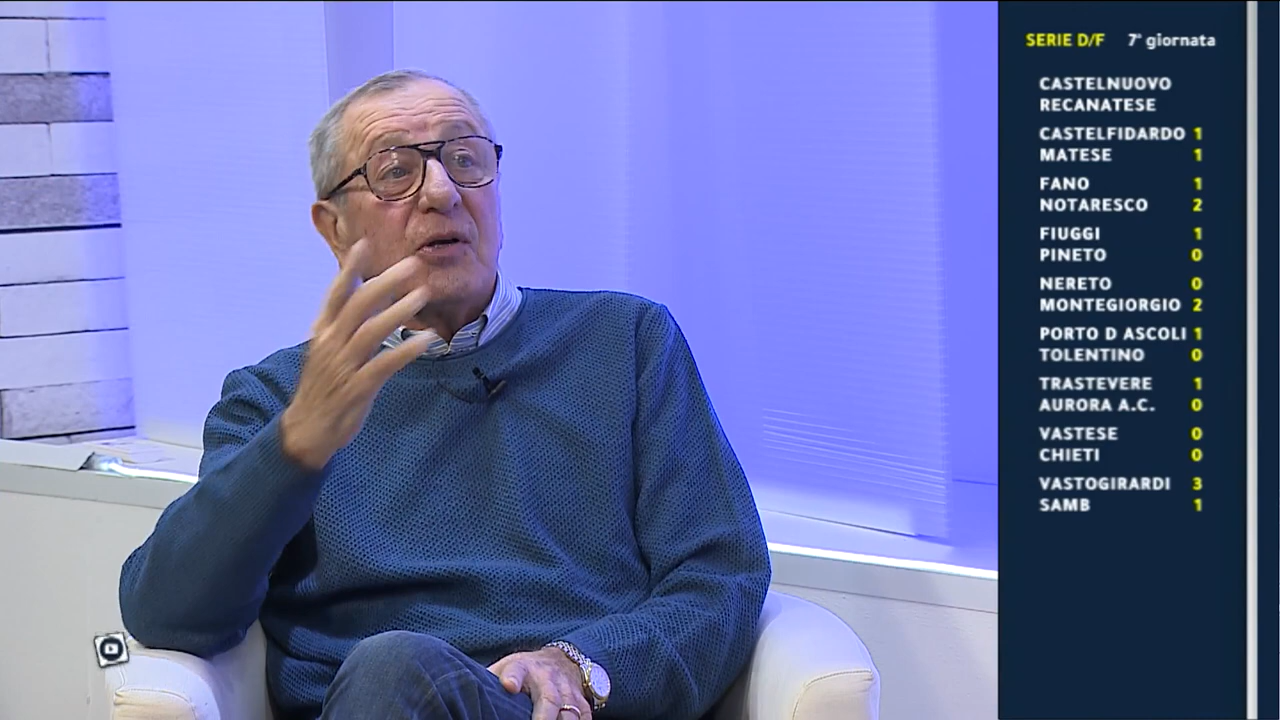 SERIE D/F 7ª giornata
CASTELNUOVO
RECANATESE
CASTELFIDARDO 1
MATESE 1
FANO 1
NOTARESCO 2
FIUGGI 1
PINETO 0
NERETO 0
MONTEGIORGIO 2
PORTO D ASCOLI 1
TOLENTINO 0
TRASTEVERE 1
AURORA A.C. 0
VASTESE 0
CHIETI 0
VASTOGIRARDI 3
SAMB 1